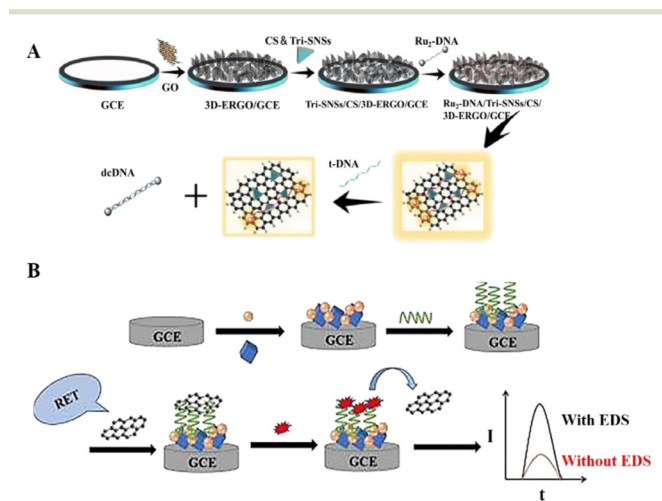 A
CS & Tri-SNSs
Ru₂-DNA
GO
GCE
3D-ERGO/GCE
Tri-SNSs/CS/3D-ERGO/GCE
Ru₂-DNA/Tri-SNSs/CS/
3D-ERGO/GCE
dcDNA
t-DNA
B
GCE
GCE
GCE
RET
GCE
GCE
I
With EDS
Without EDS
t